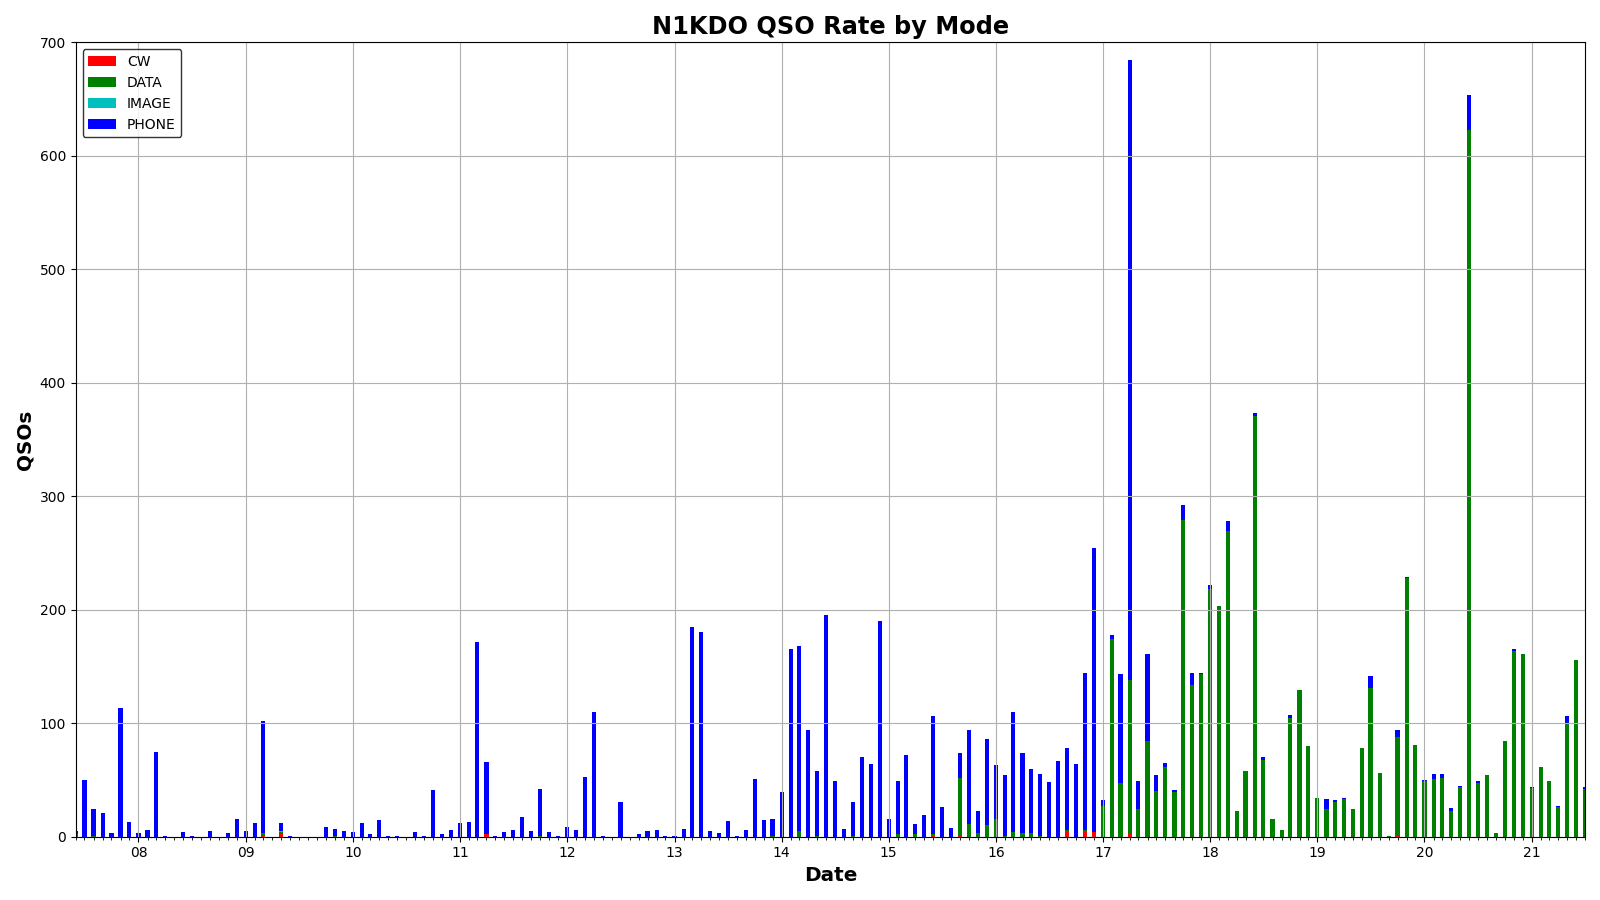 N1KDO QSO Rate by Mode
700
600
500
400
300
200
100
0
QSOs
CW
DATA
IMAGE
PHONE
08 09 10 11 12 13 14 15 16 17 18 19 20 21
Date